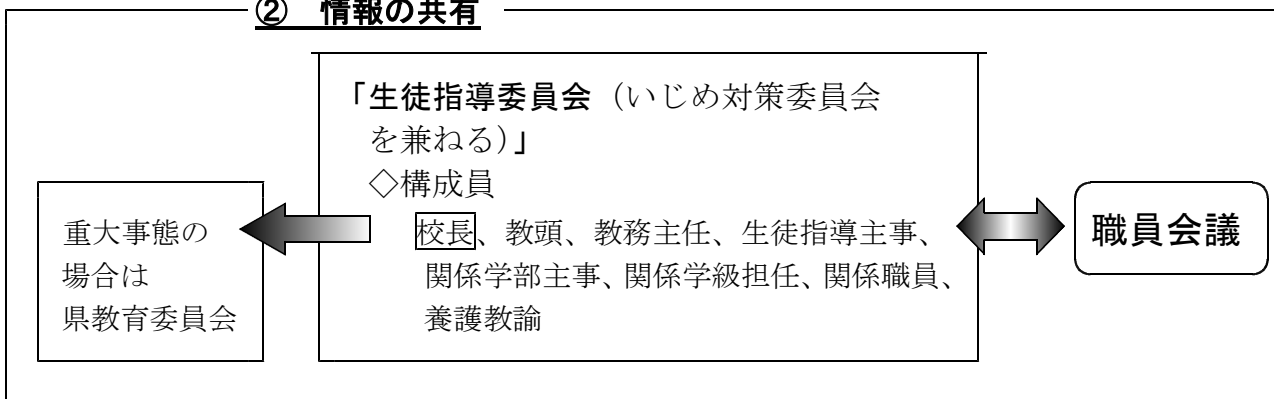 ② 情報の共有
「生徒指導委員会（いじめ対策委員会
を兼ねる）」
◇構成員
校長、教頭、教務主任、生徒指導主事、
関係学部主事、関係学級担任、関係職員、
養護教諭
重大事態の
場合は
県教育委員会
職員会議